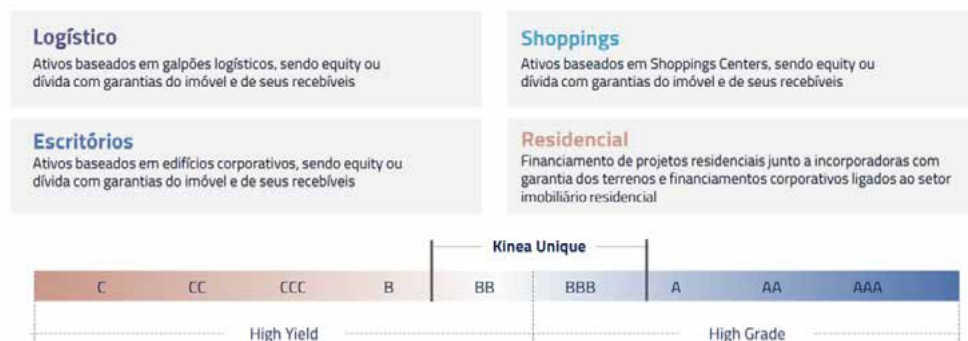 Logístico
Ativos baseados em galpões logísticos, sendo equity ou
dívida com garantias do imóvel e de seus recebíveis
Shoppings
Ativos baseados em Shoppings Centers, sendo equity ou
dívida com garantias do imóvel e de seus recebíveis
Escritórios
Ativos baseados em edifícios corporativos, sendo equity ou
dívida com garantias do imóvel e de seus recebíveis
Residencial
Financiamento de projetos residenciais junto a incorporadoras com
garantia dos terrenos e financiamentos corporativos ligados ao setor
imobiliário residencial
Kinea Unique
C CC CCC B BB BBB A AA AAA
High Yield High Grade